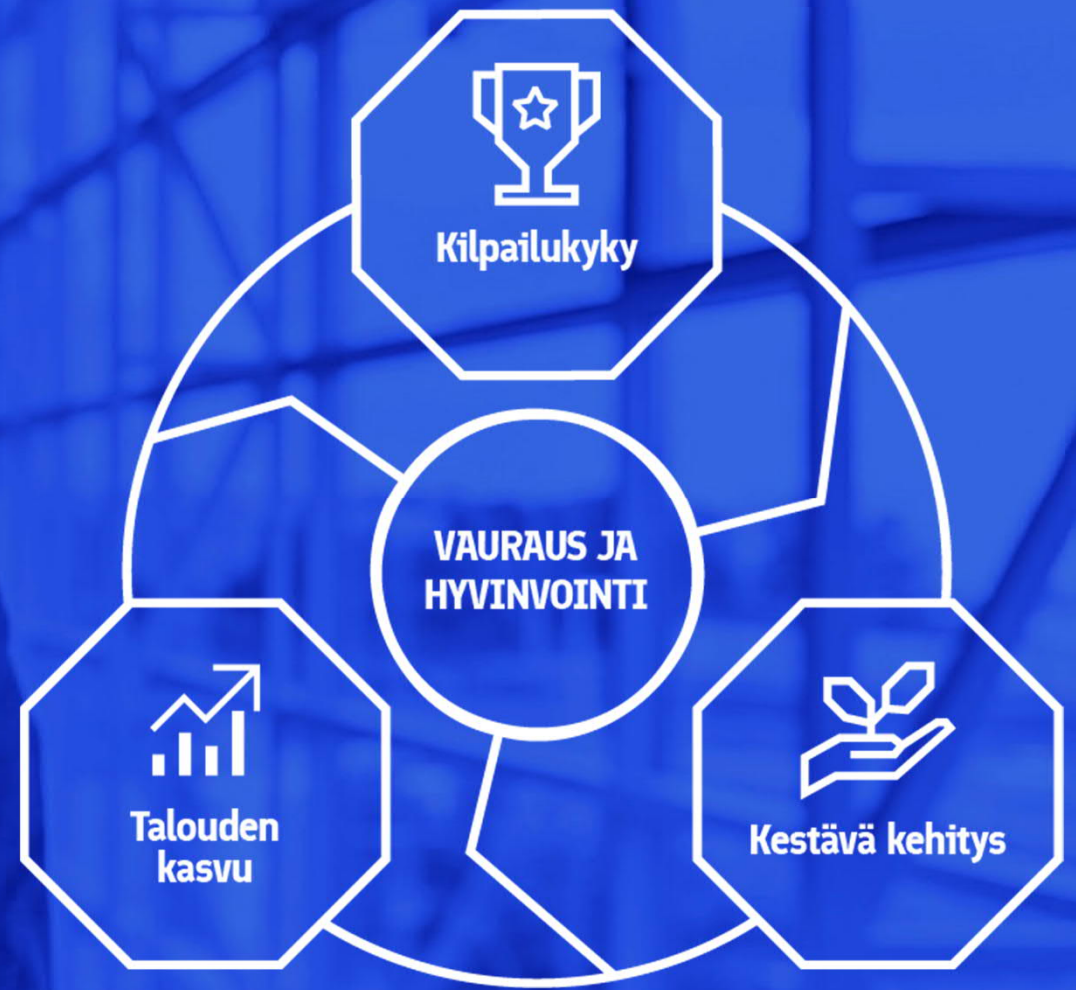 Kilpailukyky
VAURAUS JA
HYVINVOINTI
Talouden
kasvu
Kestävä kehitys